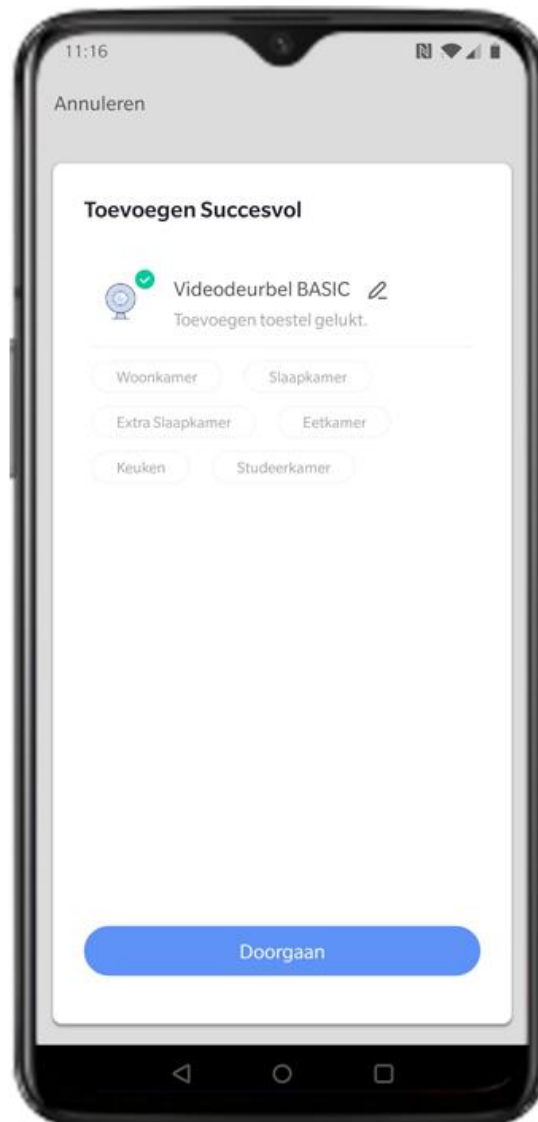 11:16
Annuleren
Toevoegen Succesvol
Videodeurbel BASIC
Toevoegen toestel gelukt.
Woonkamer Slaapkamer
Extra Slaapkamer Eetkamer
Keuken Studeerkamer
Doorgaan